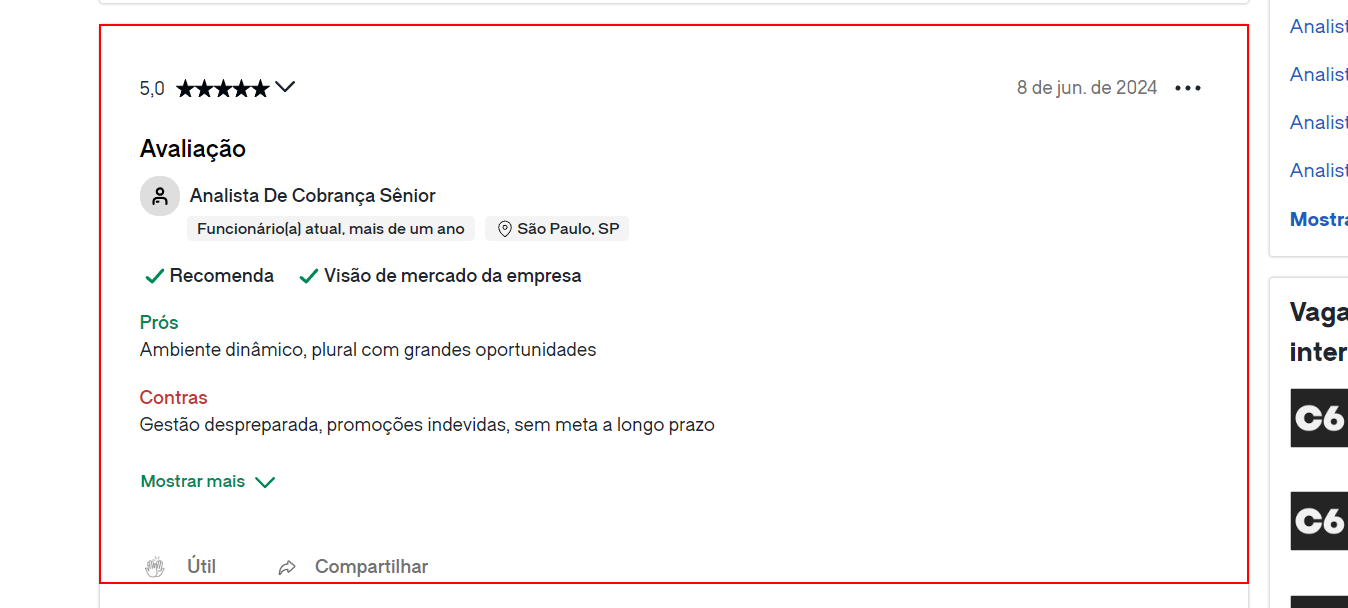 5,0
8 de jun. de 2024
Avaliação
Analista De Cobrança Sênior
Funcionário(a) atual, mais de um ano
São Paulo, SP
Recomenda
Visão de mercado da empresa
Prós
Ambiente dinâmico, plural com grandes oportunidades
Contras
Gestão despreparada, promoções indevidas, sem meta a longo prazo
Mostrar mais
Útil
Compartilhar
Analist
Analist
Analist
Analist
Mostra
Vaga
inter
C6
C6